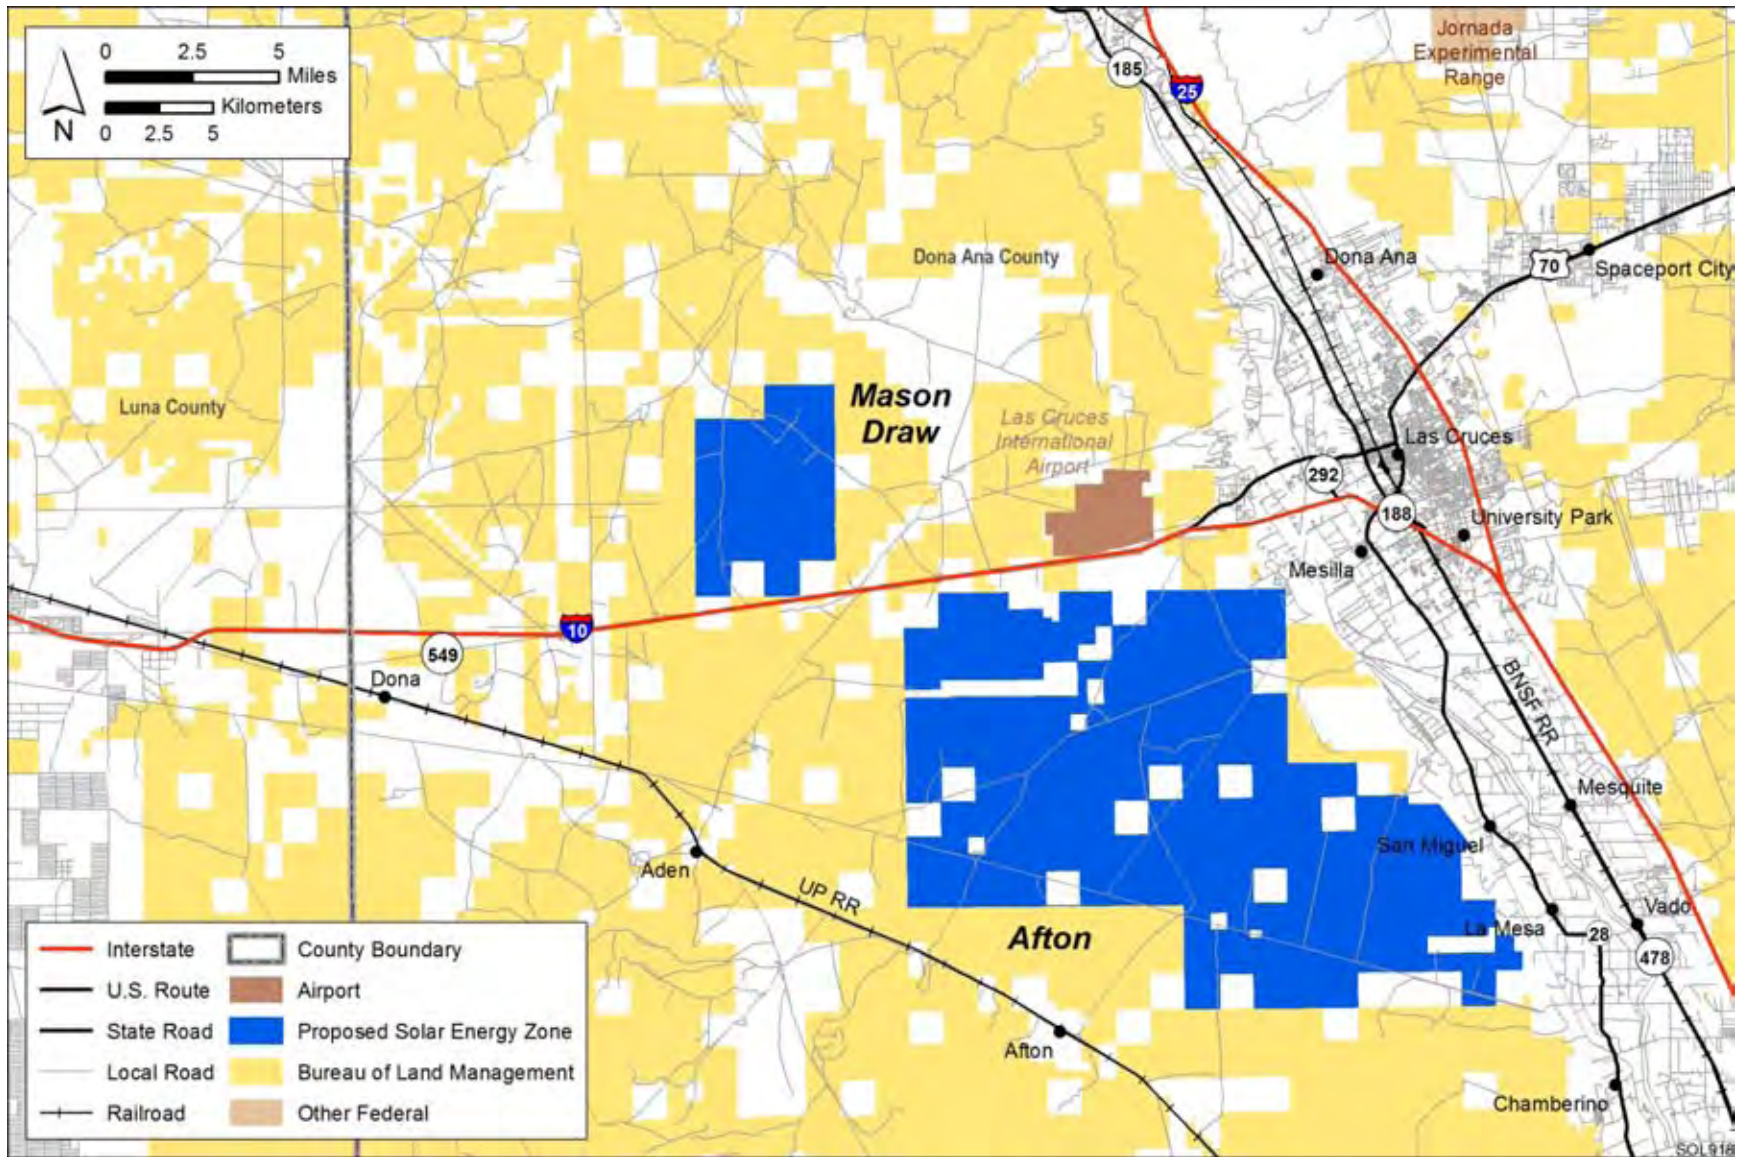 0 2.5 5
Miles
Kilometers
0 2.5 5
N
185
25
Jornada
Experimental
Range
Dona Ana County
Dona Ana
70
Spaceport City
Luna County
Mason
Draw
Las Cruces
International
Airport
Las Cruces
292
188
University Park
Mesilla
10
549
Dona
BNSF RR
Mesquite
San Miguel
Aden
UP RR
Afton
La Mesa
28
Vado
478
Afton
Chamberino
Interstate
U.S. Route
State Road
Local Road
Railroad
County Boundary
Airport
Proposed Solar Energy Zone
Bureau of Land Management
Other Federal
SOL918